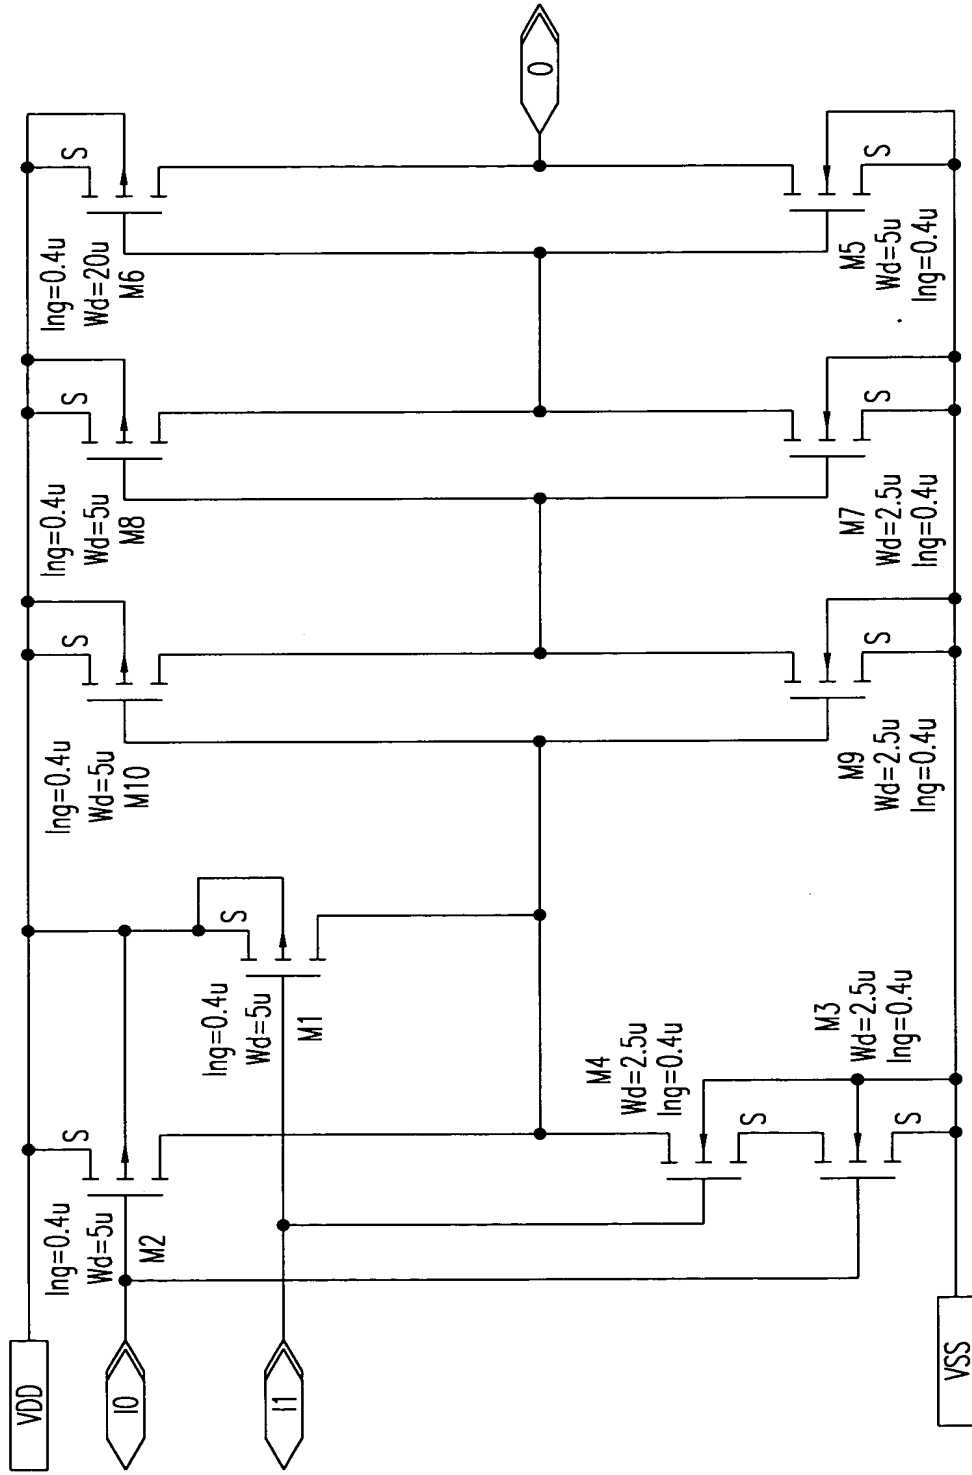 VDD
lng=0.4u
Wd=5u
M2
S
lng=0.4u
Wd=5u
M10
S
lng=0.4u
Wd=5u
M8
S
lng=0.4u
Wd=20u
M6
S
I0
lng=0.4u
Wd=5u
M1
S
I1
O
M4
Wd=2.5u
lng=0.4u
S
M3
Wd=2.5u
lng=0.4u
S
M9
Wd=2.5u
lng=0.4u
S
M7
Wd=2.5u
lng=0.4u
S
M5
Wd=5u
lng=0.4u
S
VSS